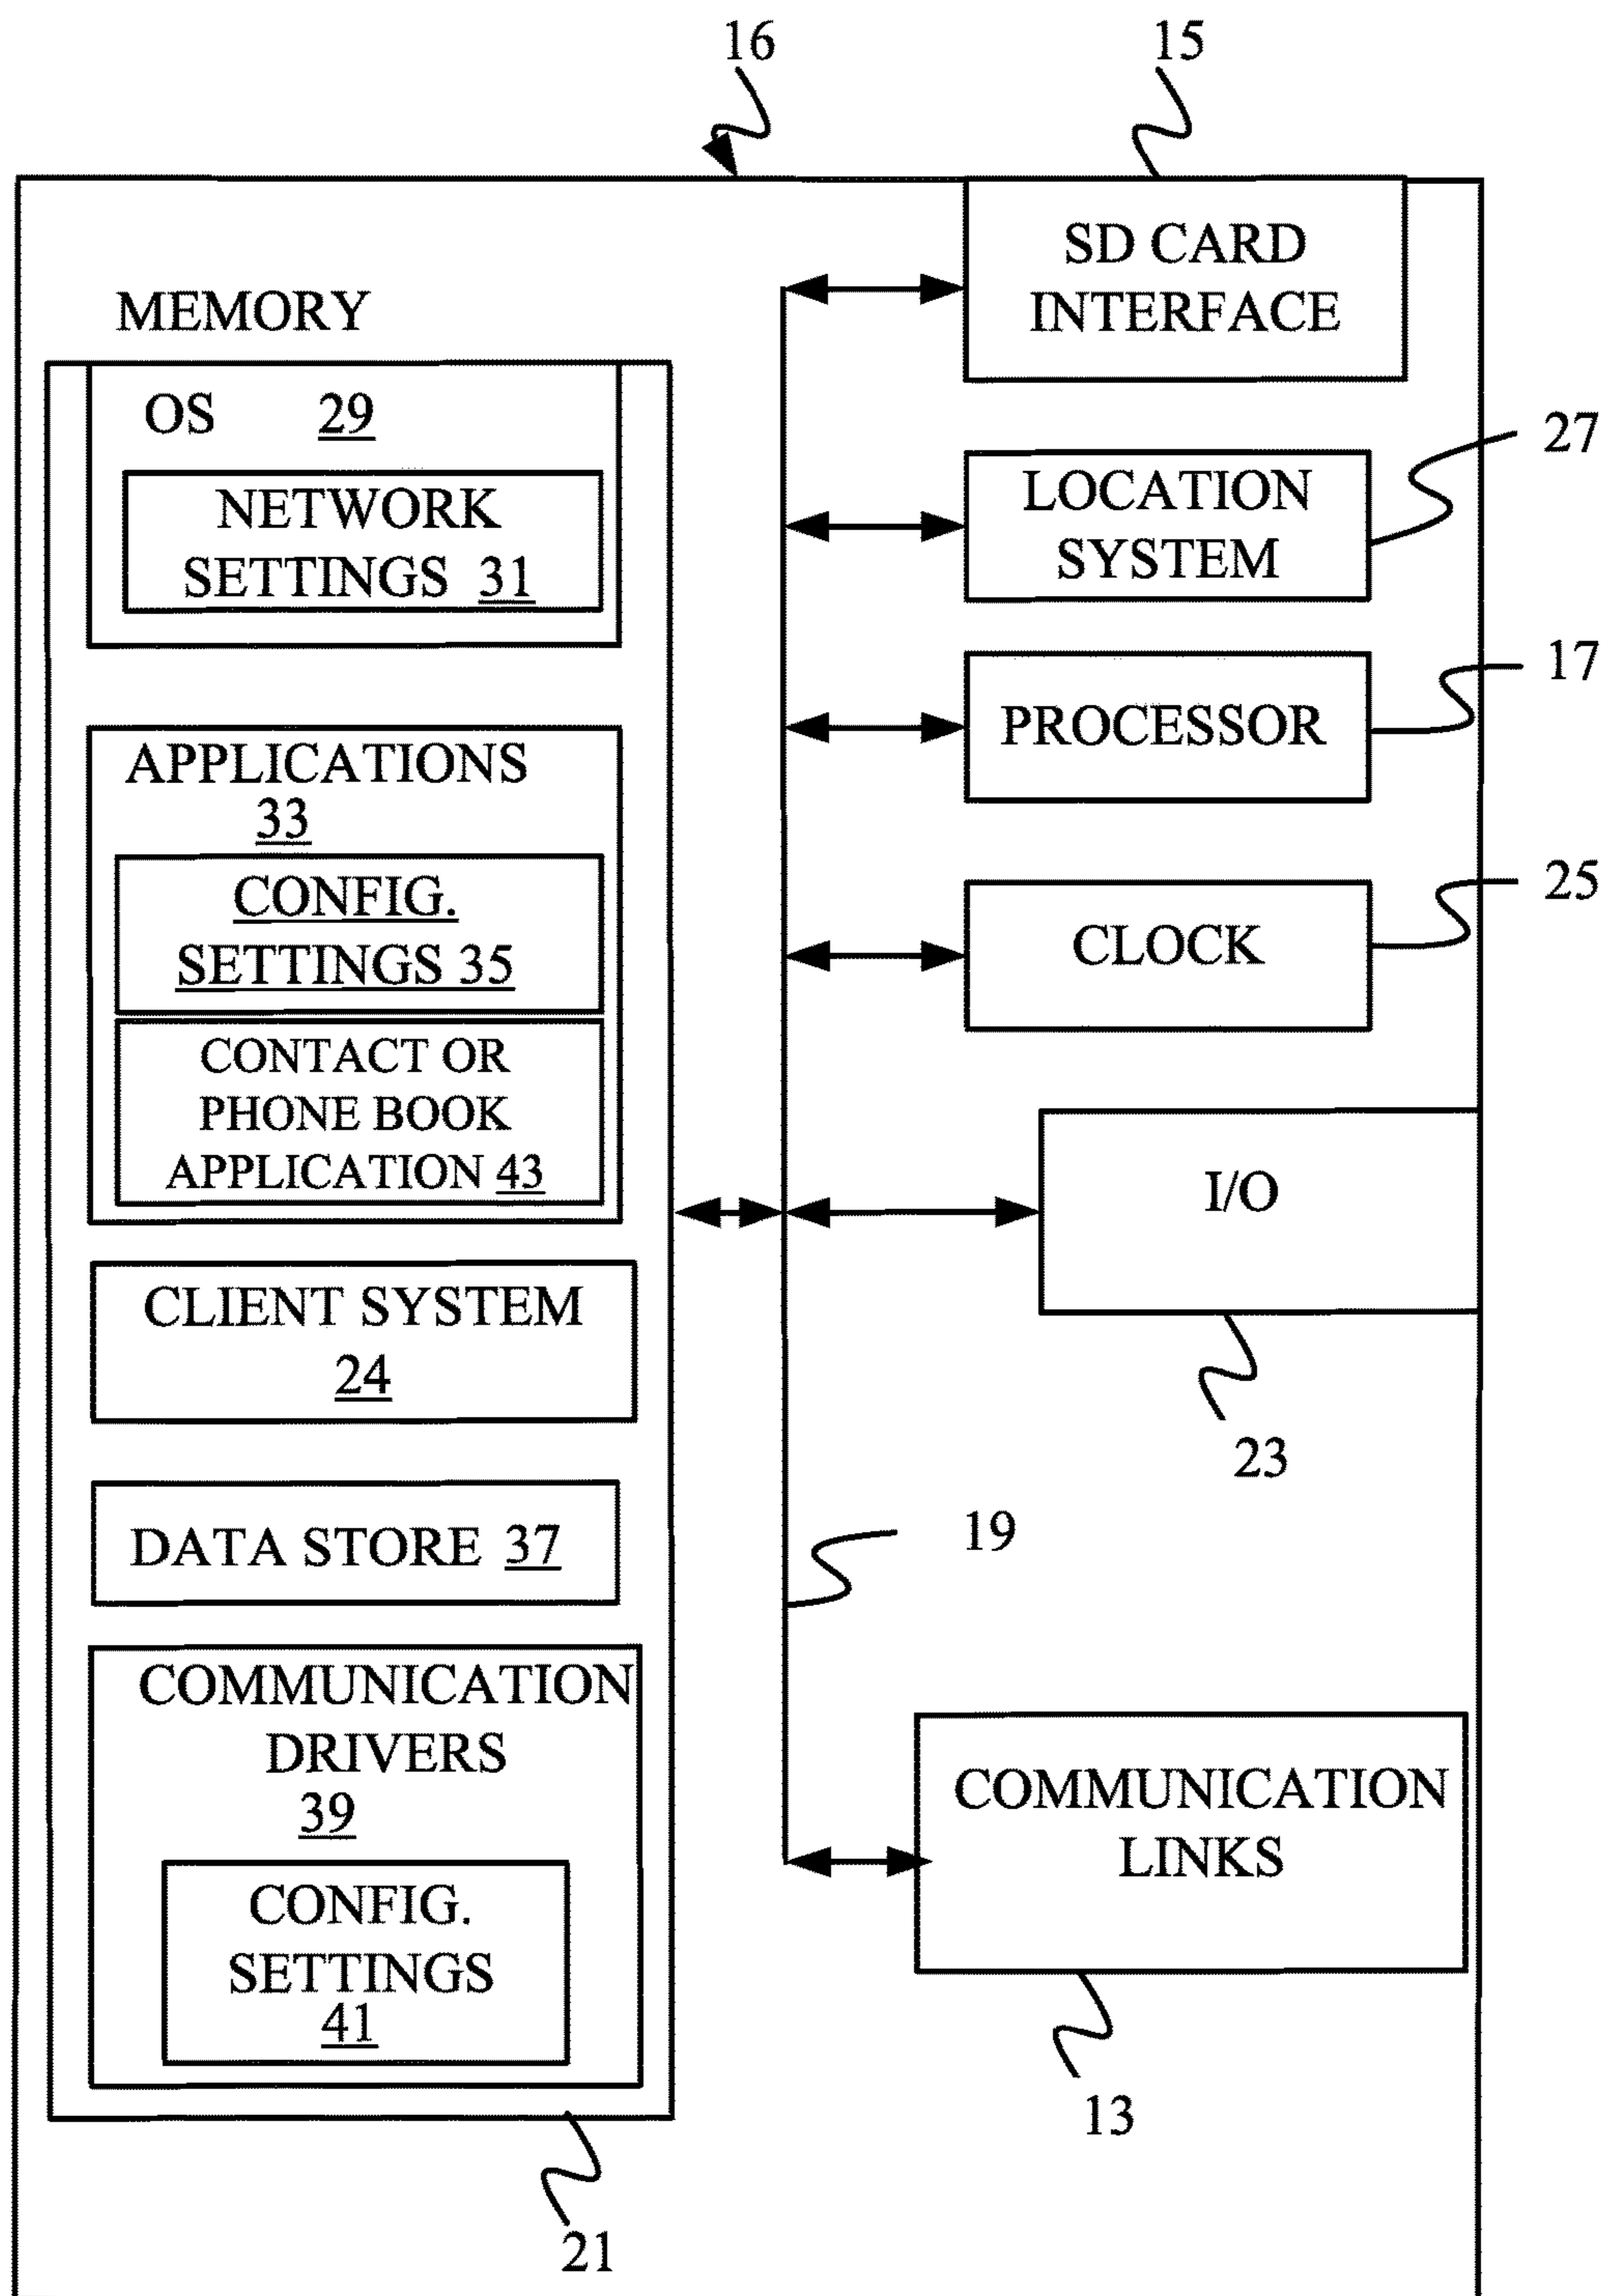 16
15
SD CARD
INTERFACE
MEMORY
OS 29
NETWORK
SETTINGS 31
27
LOCATION
SYSTEM
17
PROCESSOR
APPLICATIONS
33
CONFIG.
SETTINGS 35
25
CLOCK
CONTACT OR
PHONE BOOK
APPLICATION 43
I/O
CLIENT SYSTEM
24
23
19
DATA STORE 37
COMMUNICATION
DRIVERS
39
CONFIG.
SETTINGS
41
COMMUNICATION
LINKS
13
21